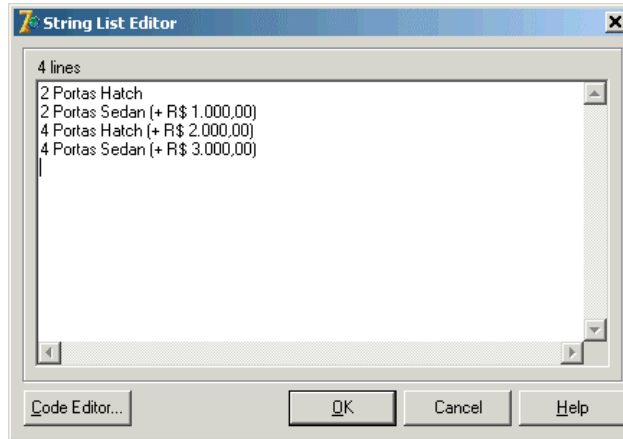 String List Editor
4 lines
2 Portas Hatch
2 Portas Sedan (+ R$ 1.000,00)
4 Portas Hatch (+ R$ 2.000,00)
4 Portas Sedan (+ R$ 3.000,00)
Code Editor... OK Cancel Help